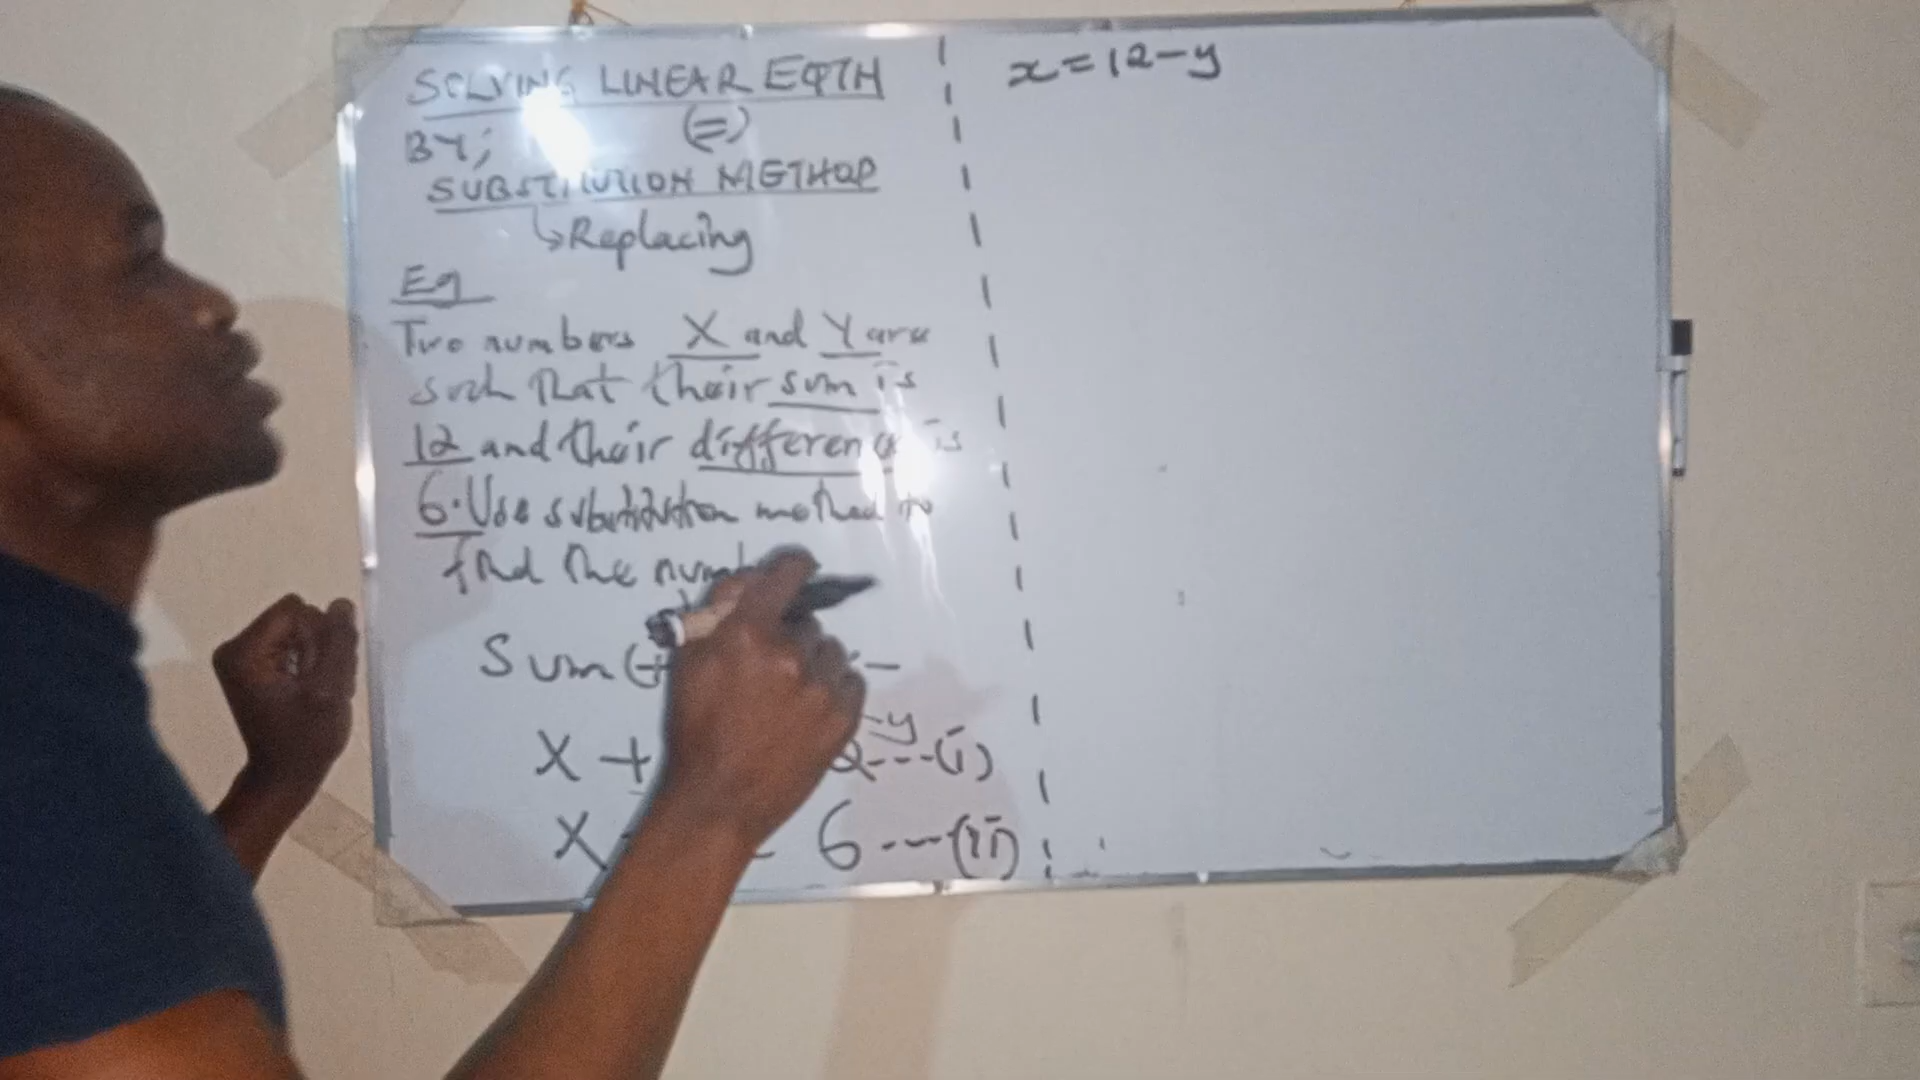 SOLVING LINEAR EQTN
BY; (=)
SUBSTITUTION METHOD
↳Replacing
Eg
Two numbers X and Y are
such that their sum is
12 and their difference is
6. Use substitution method to
find the
Sum (+ -
-y
X + 2---(i)
X - 6---(ii)
x=12-y